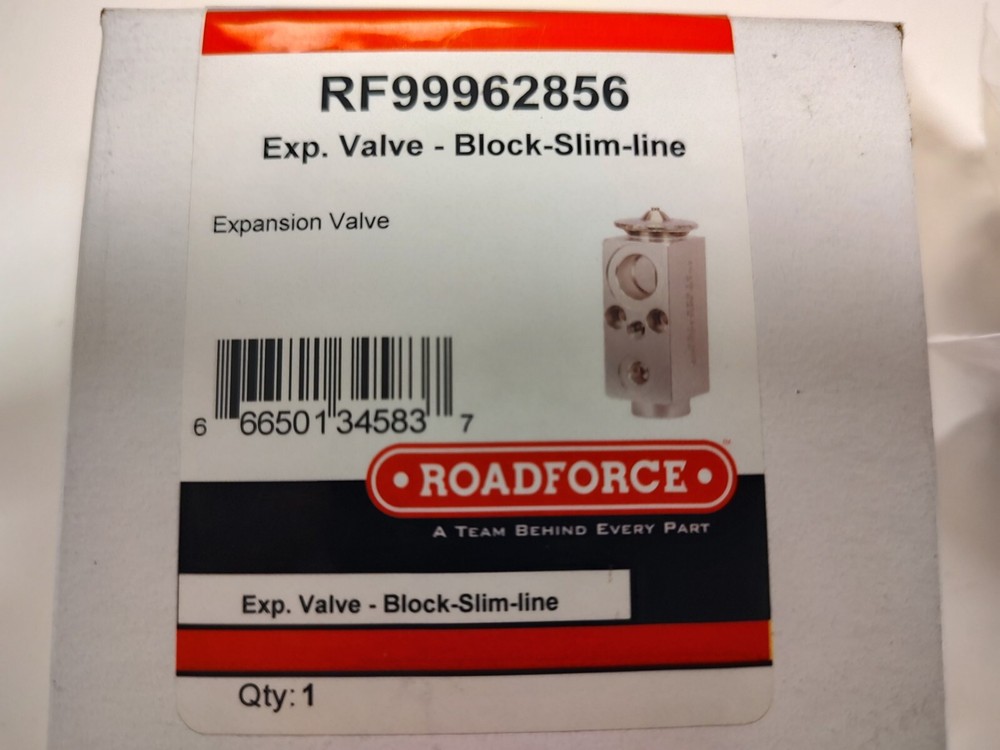 RF99962856
Exp. Valve - Block-Slim-line
Expansion Valve
6 66501 34583 7
• ROADFORCE •™
A TEAM BEHIND EVERY PART
Exp. Valve - Block-Slim-line
Qty: 1